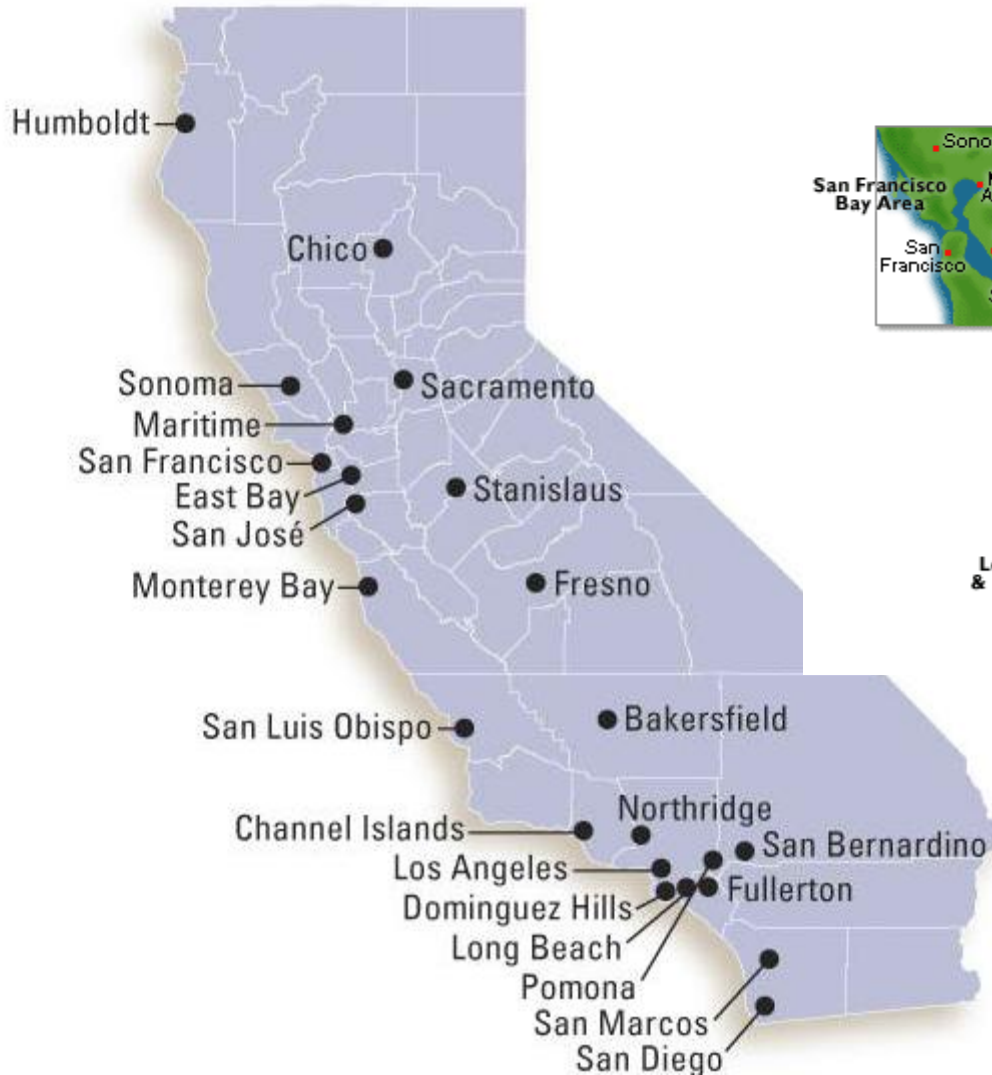 Humboldt
Chico
Sonoma
Sacramento
Maritime
San Francisco
East Bay
Stanislaus
San José
Monterey Bay
Fresno
San Luis Obispo
Bakersfield
Northridge
Channel Islands
San Bernardino
Los Angeles
Fullerton
Dominguez Hills
Long Beach
Pomona
San Marcos
San Diego
Sono
San Francisco
Bay Area
San
Francisco
&